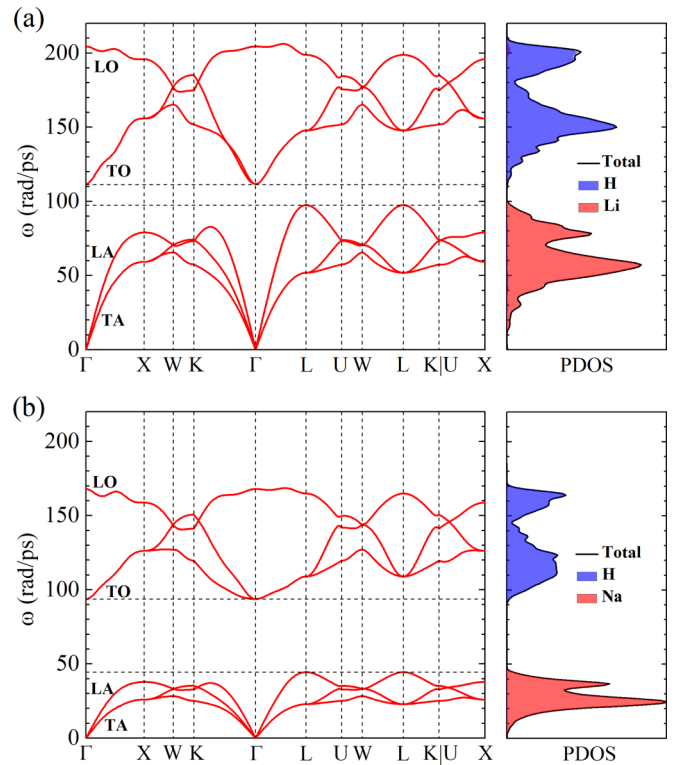 (a)
200
LO
150
TO
100
LA
50
TA
0
ω (rad/ps)
Γ X W K Γ L U W L K|U X
Total
H
Li
PDOS
(b)
200
LO
150
100
TO
50
LA
TA
0
ω (rad/ps)
Γ X W K Γ L U W L K|U X
Total
H
Na
PDOS